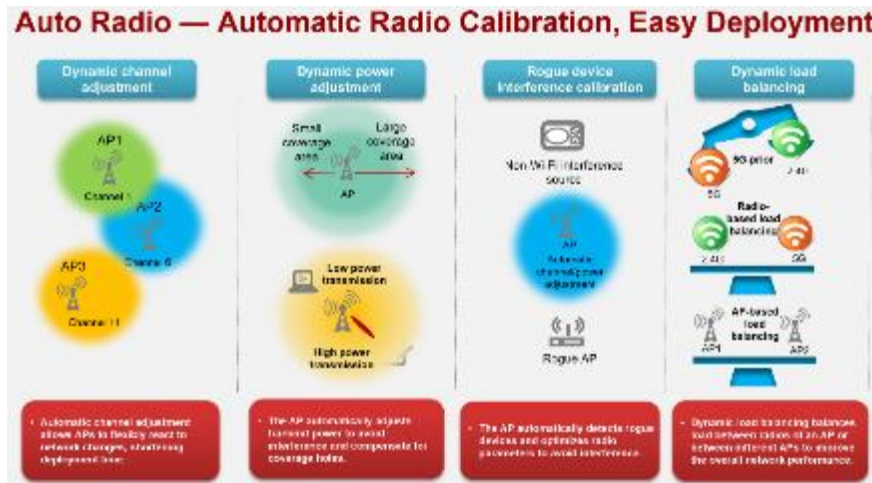 Auto Radio — Automatic Radio Calibration, Easy Deployment
Dynamic channel
adjustment
AP1
Channel 1
AP2
Channel 6
AP3
Channel 11
• Automatic channel adjustment
allows APs to flexibly react to
network changes, shortening
deployment time.
Dynamic power
adjustment
Small
coverage
area
Large
coverage
area
AP
Low power
transmission
High power
transmission
• The AP automatically adjusts
transmit power to avoid
interference and compensate for
coverage holes.
Rogue device
interference calibration
Non-Wi-Fi interference
source
AP
Automatic
channel/power
adjustment
Rogue AP
• The AP automatically detects rogue
devices and optimizes radio
parameters to avoid interference.
Dynamic load
balancing
5G-prior
5G
2.4G
Radio-
based load
balancing
2.4G
5G
AP-based
load
balancing
AP1
AP2
• Dynamic load balancing balances
load between radios of an AP or
between different APs to improve
the overall network performance.